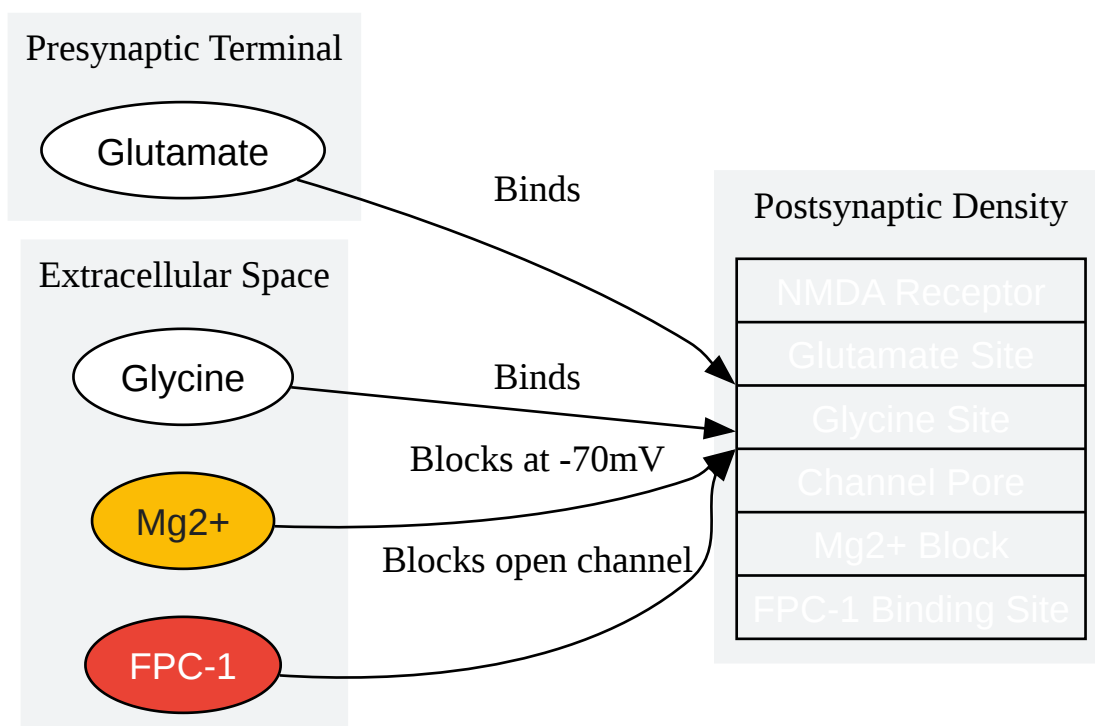 Presynaptic Terminal
Glutamate
Binds
Postsynaptic Density
NMDA Receptor
Glutamate Site
Glycine Site
Channel Pore
Mg2+ Block
FPC-1 Binding Site
Extracellular Space
Glycine
Binds
Blocks at -70mV
Mg2+
Blocks open channel
FPC-1